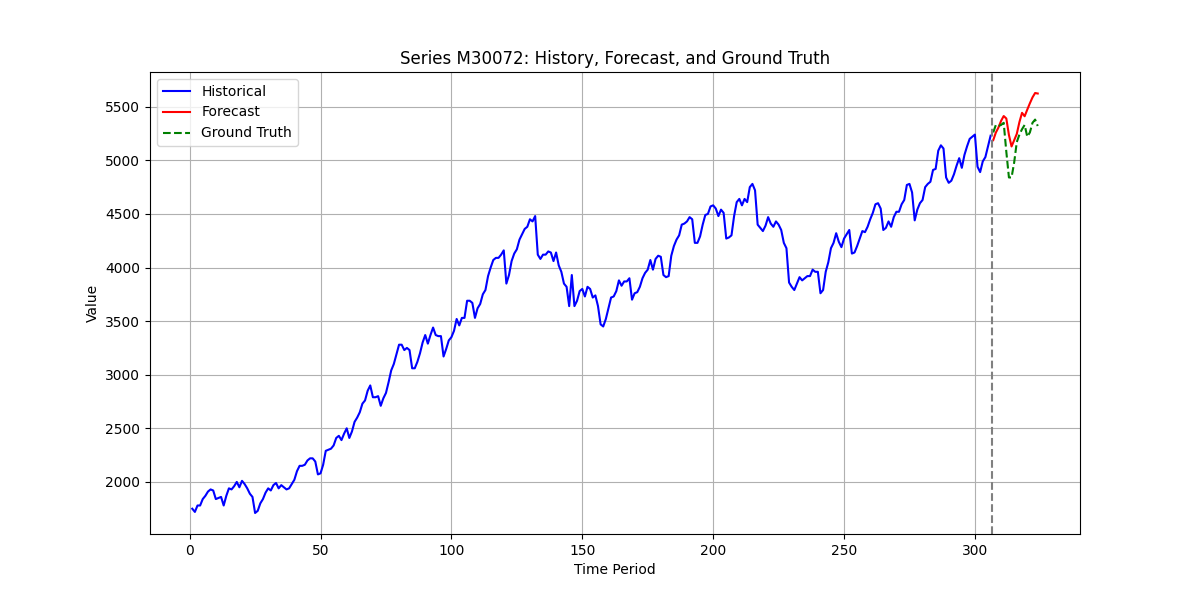 Series M30072: History, Forecast, and Ground Truth
Historical
Forecast
Ground Truth
5500
5000
4500
4000
3500
3000
2500
2000
Value
0 50 100 150 200 250 300
Time Period